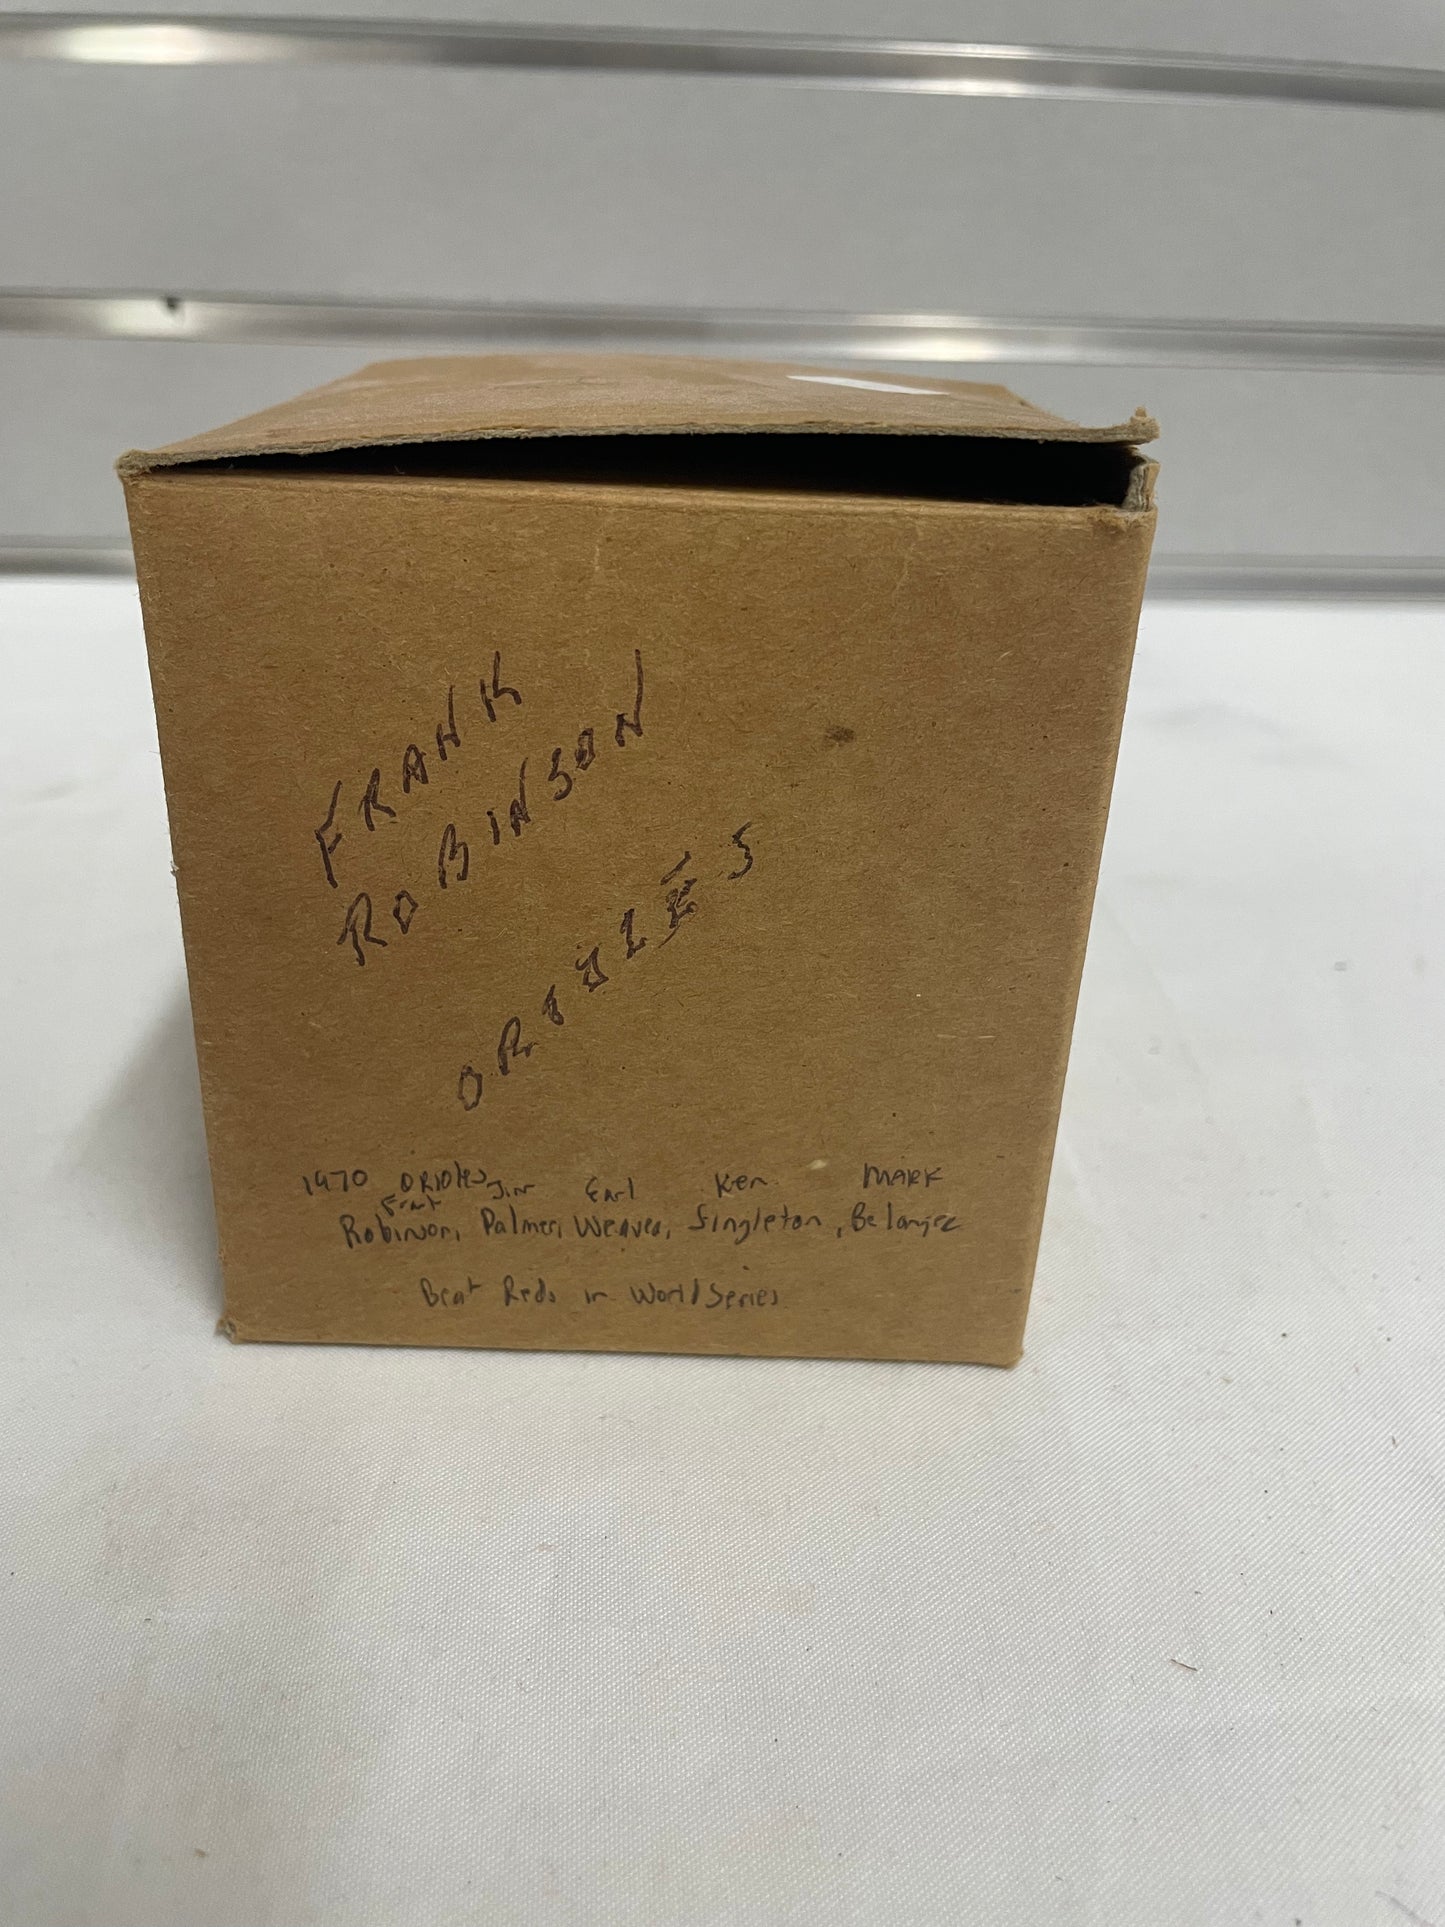 FRANK
ROBINSON
ORIOLES
1970 ORIOles Jim Earl Ken MARK
Frank
Robinson, Palmer, Weaver, Singleton, Belanger
Beat Reds in World Series